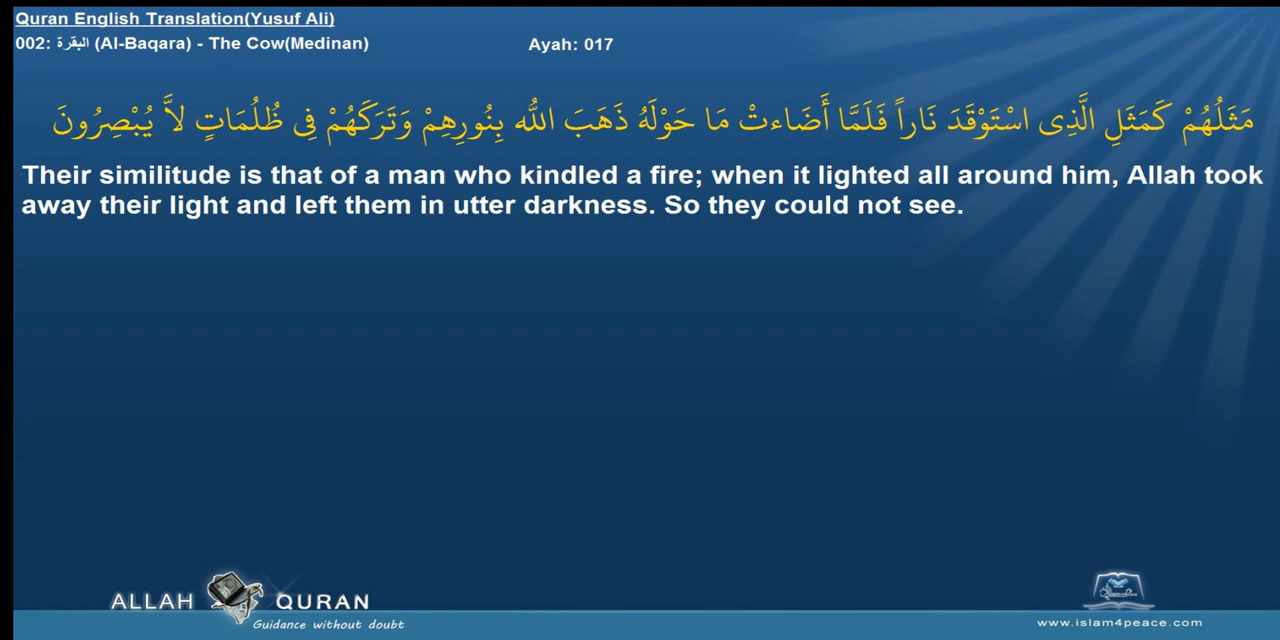 Quran English Translation(Yusuf Ali)
002: البقرة (Al-Baqara) - The Cow(Medinan)
Ayah: 017
مَثَلُهُمْ كَمَثَلِ الَّذِى اسْتَوْقَدَ نَاراً فَلَمَّا أَضَاءتْ مَا حَوْلَهُ ذَهَبَ اللّٰه بِنُورِهِمْ وَتَرَكَهُمْ فِى ظُلُمَاتٍ لاَّ يُبْصِرُونَ
Their similitude is that of a man who kindled a fire; when it lighted all around him, Allah took
away their light and left them in utter darkness. So they could not see.
ALLAH QURAN
Guidance without doubt
www.islam4peace.com